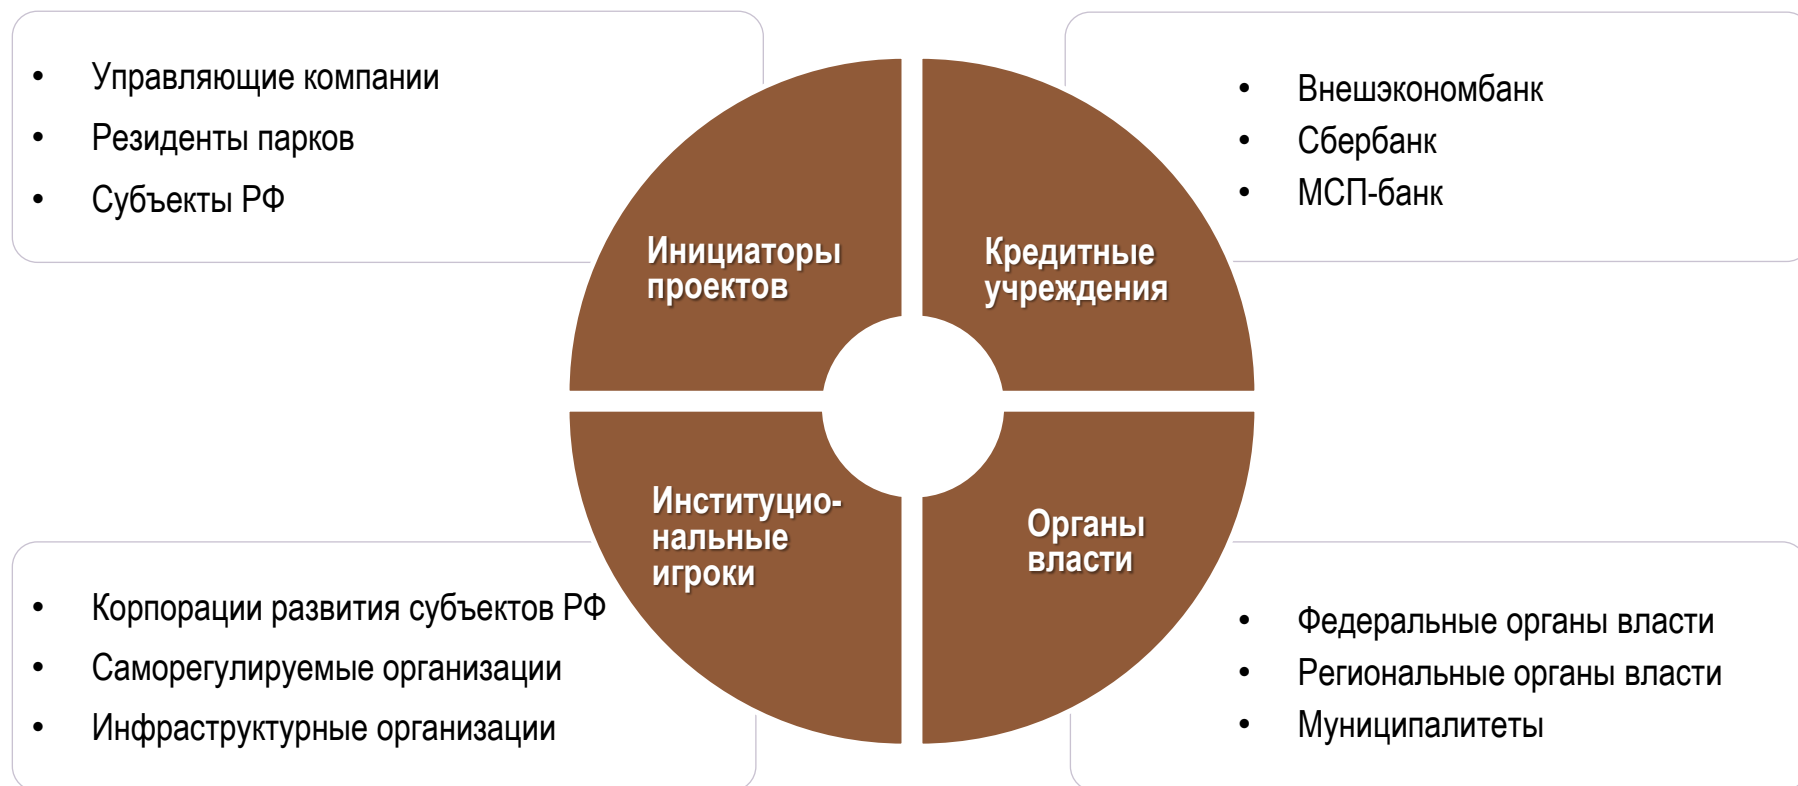 • Управляющие компании
• Резиденты парков
• Субъекты РФ
Инициаторы
проектов
• Внешэкономбанк
• Сбербанк
• МСП-банк
Кредитные
учреждения
• Корпорации развития субъектов РФ
• Саморегулируемые организации
• Инфраструктурные организации
Институцио-
нальные
игроки
Органы
власти
• Федеральные органы власти
• Региональные органы власти
• Муниципалитеты